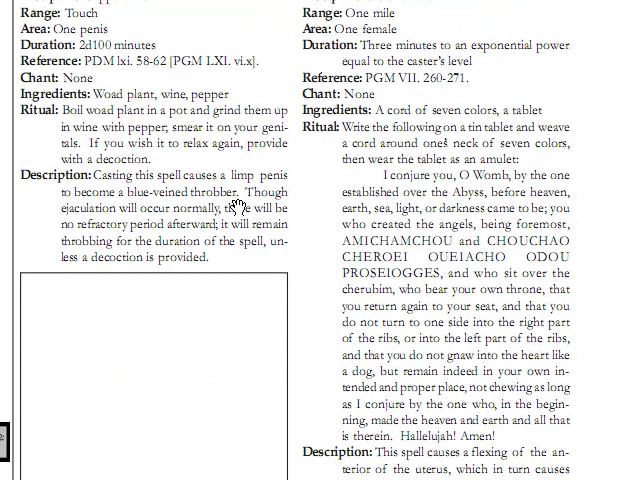 Range: Touch
Area: One penis
Duration: 2d100 minutes
Reference: PDM lxi. 58-62 [PGM LXI. vi.x].
Chant: None
Ingredients: Woad plant, wine, pepper
Ritual: Boil woad plant in a pot and grind them up
in wine with pepper; smear it on your geni-
tals. If you wish to relax again, provide
with a decoction.
Description: Casting this spell causes a limp penis
to become a blue-veined throbber. Though
ejaculation will occur normally, will be
no refractory period afterward; it will remain
throbbing for the duration of the spell, un-
less a decoction is provided.
Range: One mile
Area: One female
Duration: Three minutes to an exponential power
equal to the caster's level
Reference: PGM VII. 260-271.
Chant: None
Ingredients: A cord of seven colors, a tablet
Ritual: Write the following on a tin tablet and weave
a cord around one's neck of seven colors,
then wear the tablet as an amulet:
I conjure you, O Womb, by the one
established over the Abyss, before heaven,
earth, sea, light, or darkness came to be; you
who created the angels, being foremost,
AMICHAMCHOU and CHOUCHAO
CHEROEI OUEIACHO ODOU
PROSEIOGGES, and who sit over the
cherubim, who bear your own throne, that
you return again to your seat, and that you
do not turn to one side into the right part
of the ribs, or into the left part of the ribs,
and that you do not gnaw into the heart like
a dog, but remain indeed in your own in-
tended and proper place, not chewing as long
as I conjure by the one who, in the begin-
ning, made the heaven and earth and all that
is therein. Hallelujah! Amen!
Description: This spell causes a flexing of the an-
terior of the uterus, which in turn causes